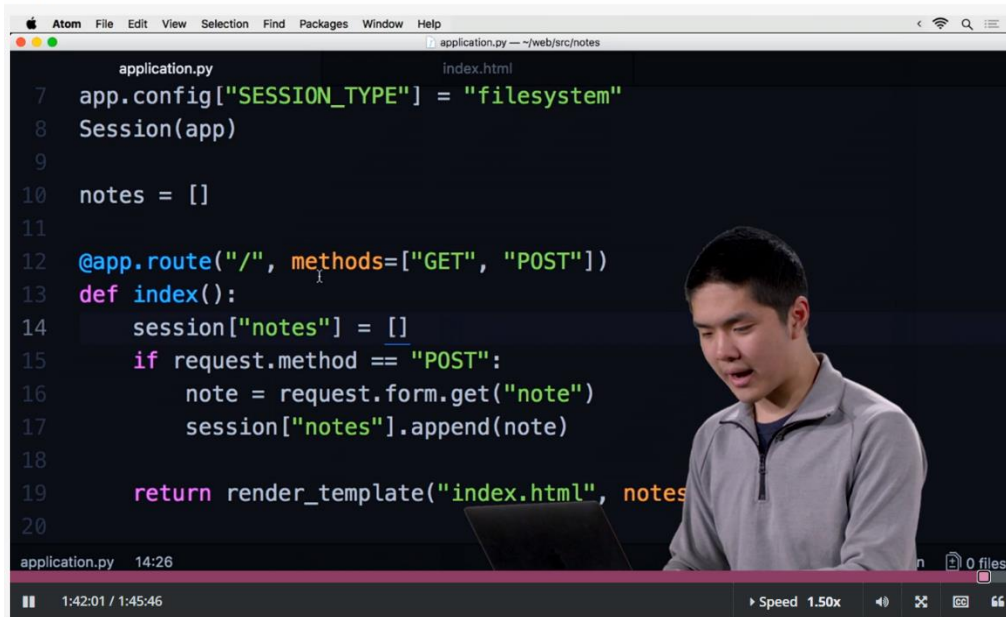 Atom File Edit View Selection Find Packages Window Help
application.py — ~/web/src/notes
application.py index.html
7 app.config["SESSION_TYPE"] = "filesystem"
8 Session(app)
9
10 notes = []
11
12 @app.route("/", methods=["GET", "POST"])
13 def index():
14 session["notes"] = []
15 if request.method == "POST":
16 note = request.form.get("note")
17 session["notes"].append(note)
18
19 return render_template("index.html", notes
20
application.py 14:26 n 0 files
1:42:01 / 1:45:46 Speed 1.50x CC